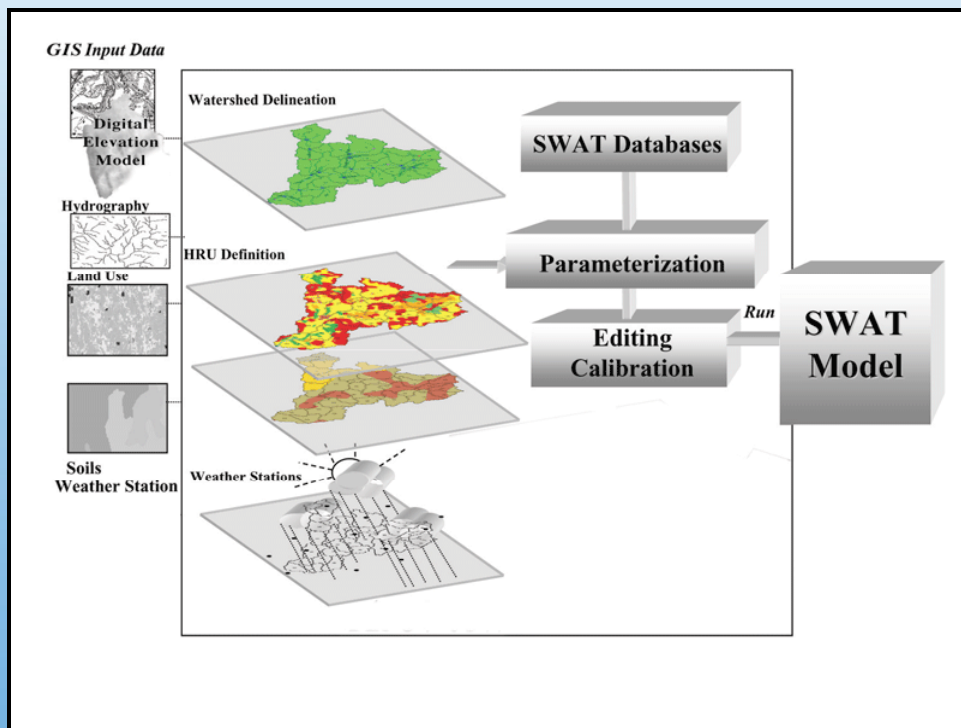 GIS Input Data
Digital
Elevation
Model
Hydrography
Land Use
Soils
Weather Station
Watershed Delineation
HRU Definition
Weather Stations
SWAT Databases
Parameterization
Editing
Calibration
Run
SWAT
Model